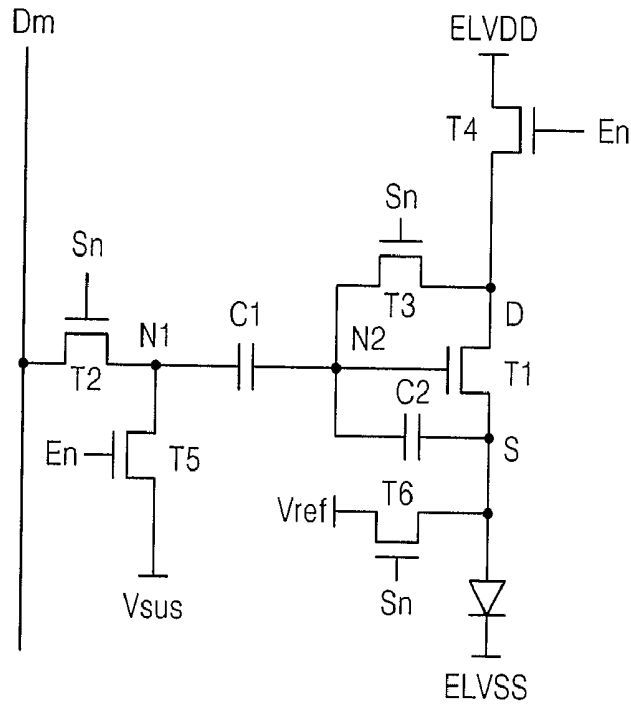 Dm
ELVDD
T4
En
Sn
Sn
T3
D
N1
C1
N2
T2
T1
C2
En
T5
S
T6
Vref
Vsus
Sn
ELVSS